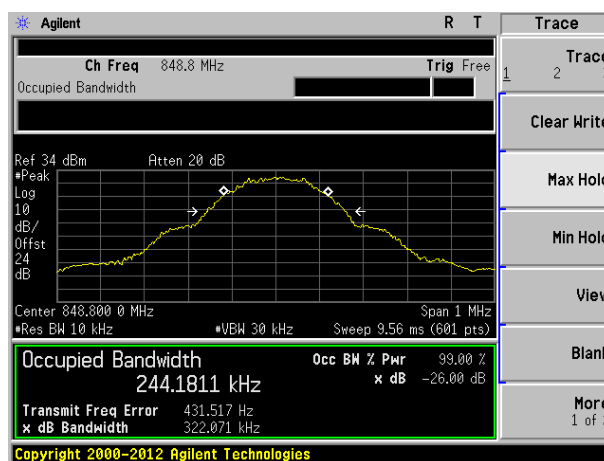 Agilent R T Trace
Ch Freq 848.8 MHz Trig Free
Occupied Bandwidth
Trace
1 2
Clear Write
Max Hold
Min Hold
View
Blank
More
1 of
Ref 34 dBm Atten 20 dB
#Peak
Log
10
dB/
Offst
24
dB
Center 848.800 0 MHz Span 1 MHz
#Res BW 10 kHz #VBW 30 kHz Sweep 9.56 ms (601 pts)
Occupied Bandwidth Occ BW % Pwr 99.00 %
244.1811 kHz x dB -26.00 dB
Transmit Freq Error 431.517 Hz
x dB Bandwidth 322.071 kHz
Copyright 2000-2012 Agilent Technologies